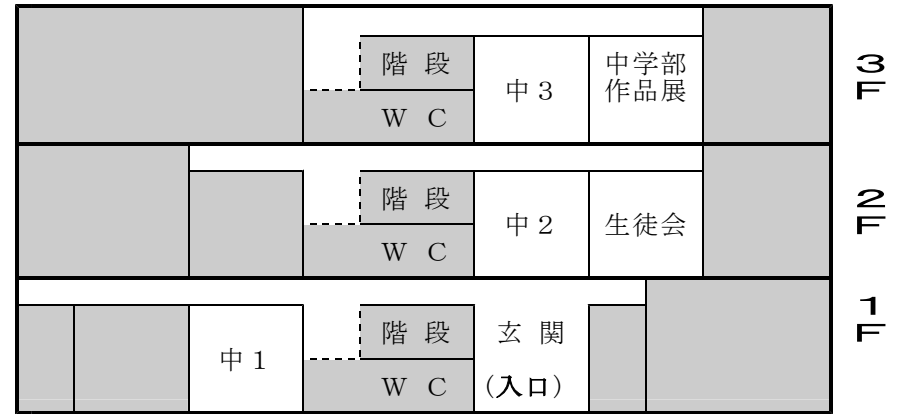 階 段
W C
中3
中学部
作品展
3F
階 段
W C
中2
生徒会
2F
中1
階 段
W C
玄 関
(入口)
1F